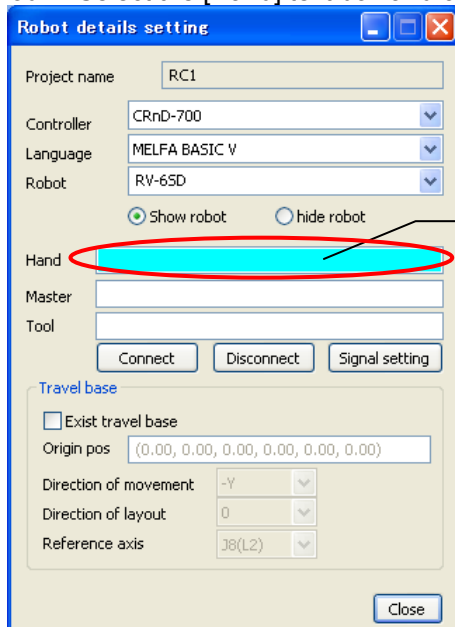 Robot details setting
Project name RC1
Controller CRnD-700
Language MELFA BASIC V
Robot RV-6SD
Show robot hide robot
Hand
Master
Tool
Connect Disconnect Signal setting
Travel base
Exist travel base
Origin pos (0.00, 0.00, 0.00, 0.00, 0.00, 0.00)
Direction of movement -Y
Direction of layout 0
Reference axis J8(L2)
Close